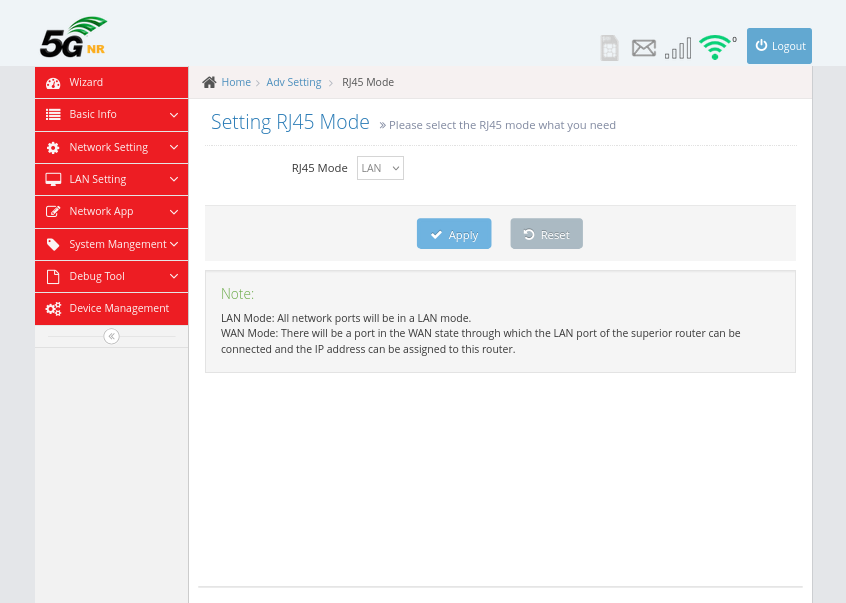 5G NR
0
Logout
Wizard
Basic Info
Network Setting
LAN Setting
Network App
System Mangement
Debug Tool
Device Management
Home
Adv Setting
RJ45 Mode
Setting RJ45 Mode » Please select the RJ45 mode what you need
RJ45 Mode LAN
Apply
Reset
Note:
LAN Mode: All network ports will be in a LAN mode.
WAN Mode: There will be a port in the WAN state through which the LAN port of the superior router can be
connected and the IP address can be assigned to this router.